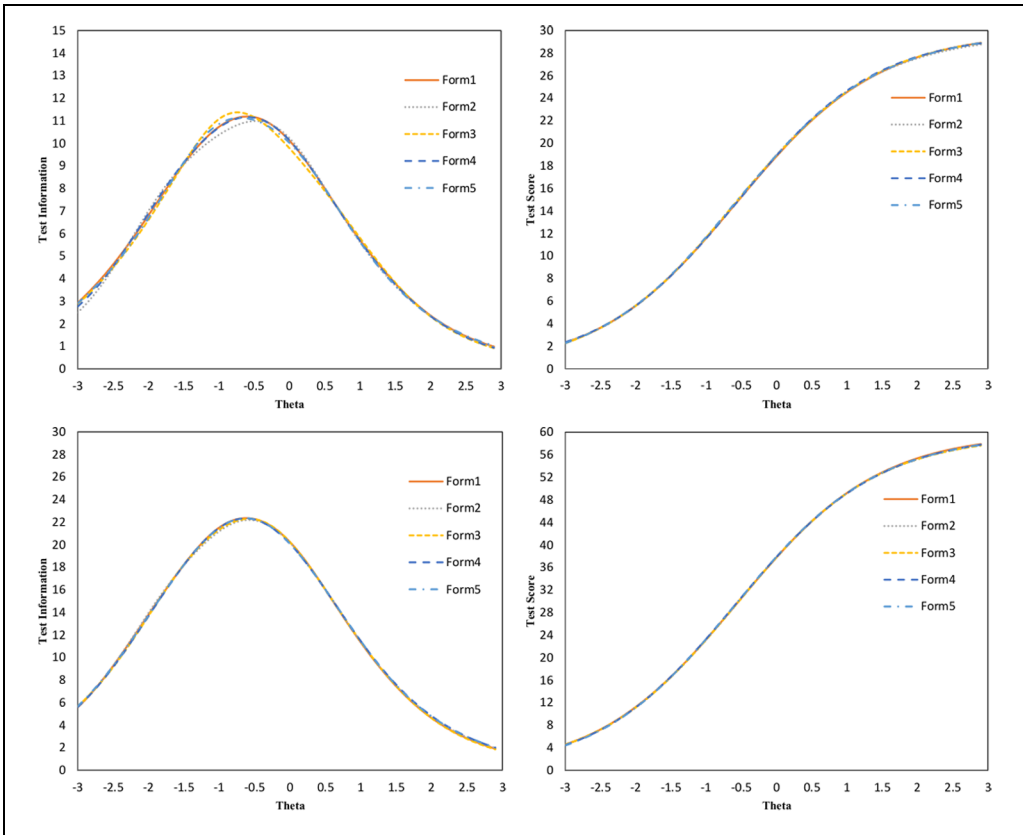 15
14
13
12
11
10
9
8
7
6
5
4
3
2
1
0
Test Information
-3 -2.5 -2 -1.5 -1 -0.5 0 0.5 1 1.5 2 2.5 3
Theta
Form1
Form2
Form3
Form4
Form5
30
28
26
24
22
20
18
16
14
12
10
8
6
4
2
0
Test Score
-3 -2.5 -2 -1.5 -1 -0.5 0 0.5 1 1.5 2 2.5 3
Theta
Form1
Form2
Form3
Form4
Form5
30
28
26
24
22
20
18
16
14
12
10
8
6
4
2
0
Test Information
-3 -2.5 -2 -1.5 -1 -0.5 0 0.5 1 1.5 2 2.5 3
Theta
Form1
Form2
Form3
Form4
Form5
60
56
52
48
44
40
36
32
28
24
20
16
12
8
4
0
Test Score
-3 -2.5 -2 -1.5 -1 -0.5 0 0.5 1 1.5 2 2.5 3
Theta
Form1
Form2
Form3
Form4
Form5